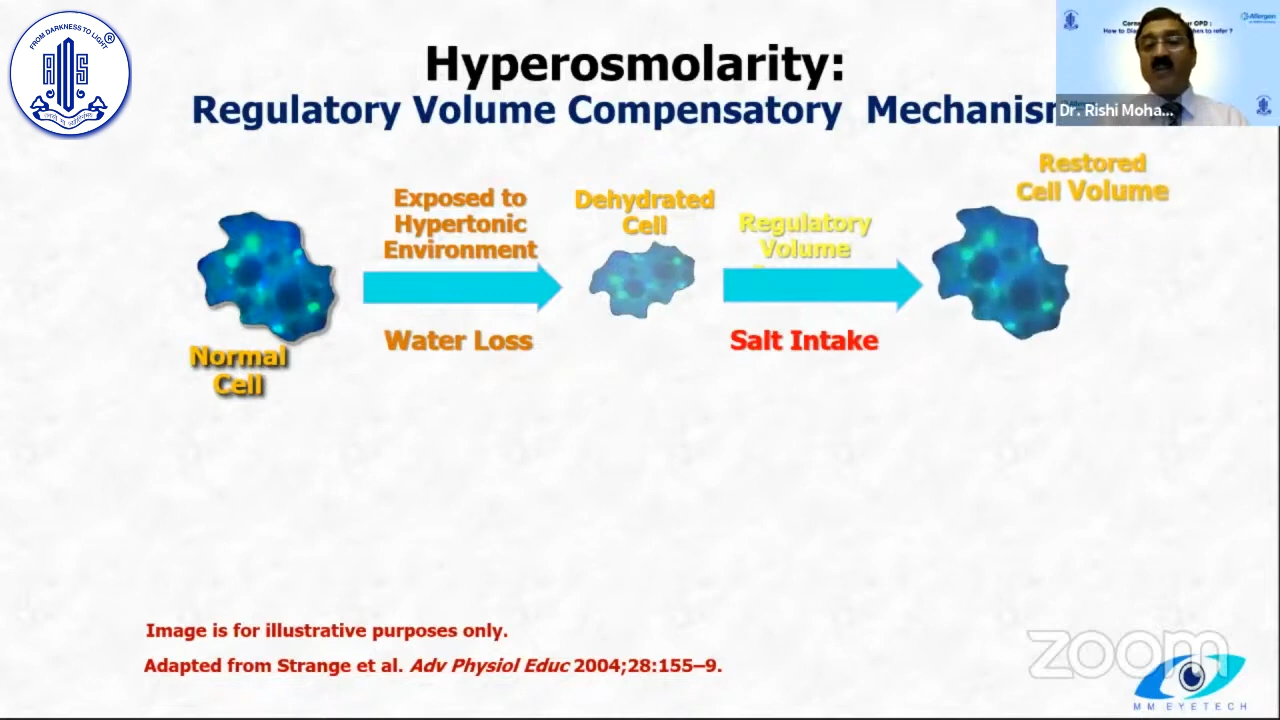 FROM DARKNESS TO LIGHT
AIOS
Hyperosmolarity:
Regulatory Volume Compensatory Mechanism
Allergan
Dr. Rishi Moha...
Exposed to
Hypertonic
Environment
Water Loss
Dehydrated
Cell
Regulatory
Volume
Salt Intake
Restored
Cell Volume
Normal
Cell
Image is for illustrative purposes only.
Adapted from Strange et al. Adv Physiol Educ 2004;28:155–9.
zoom
MM EYETECH